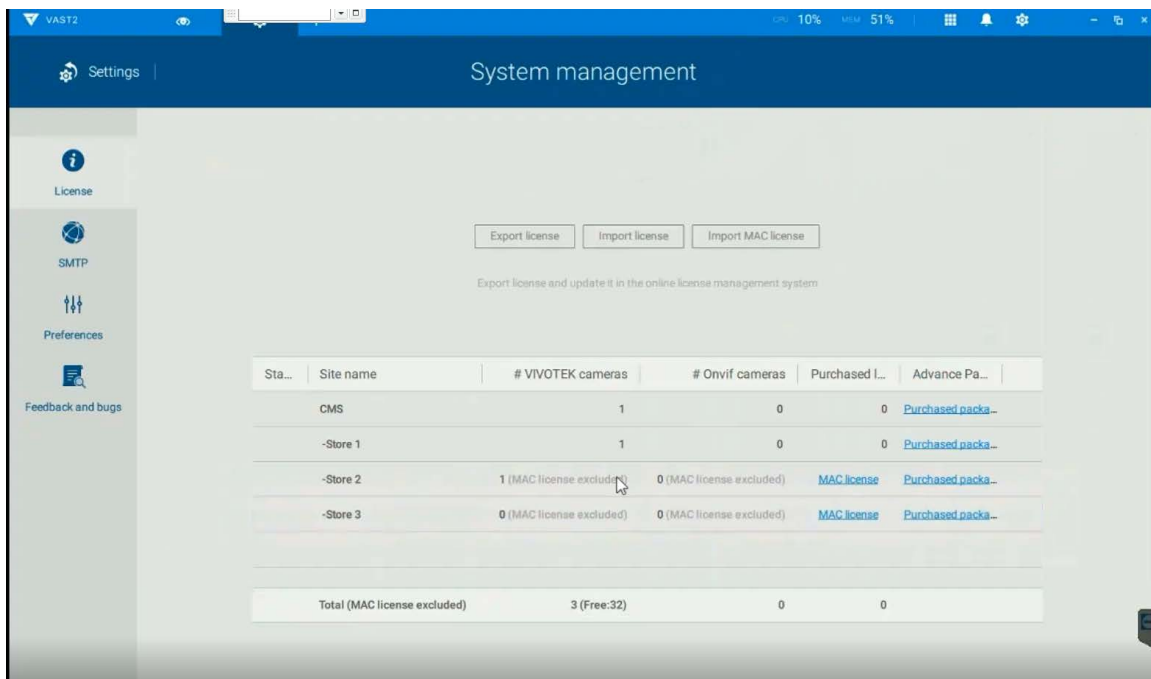 VAST2
CPU 10% MEM 51%
Settings
System management
License
SMTP
Preferences
Feedback and bugs
Export license Import license Import MAC license
Export license and update it in the online license management system
Sta... Site name # VIVOTEK cameras # Onvif cameras Purchased l... Advance Pa...
CMS 1 0 0 Purchased packa...
-Store 1 1 0 0 Purchased packa...
-Store 2 1 (MAC license excluded) 0 (MAC license excluded) MAC license Purchased packa...
-Store 3 0 (MAC license excluded) 0 (MAC license excluded) MAC license Purchased packa...
Total (MAC license excluded) 3 (Free:32) 0 0